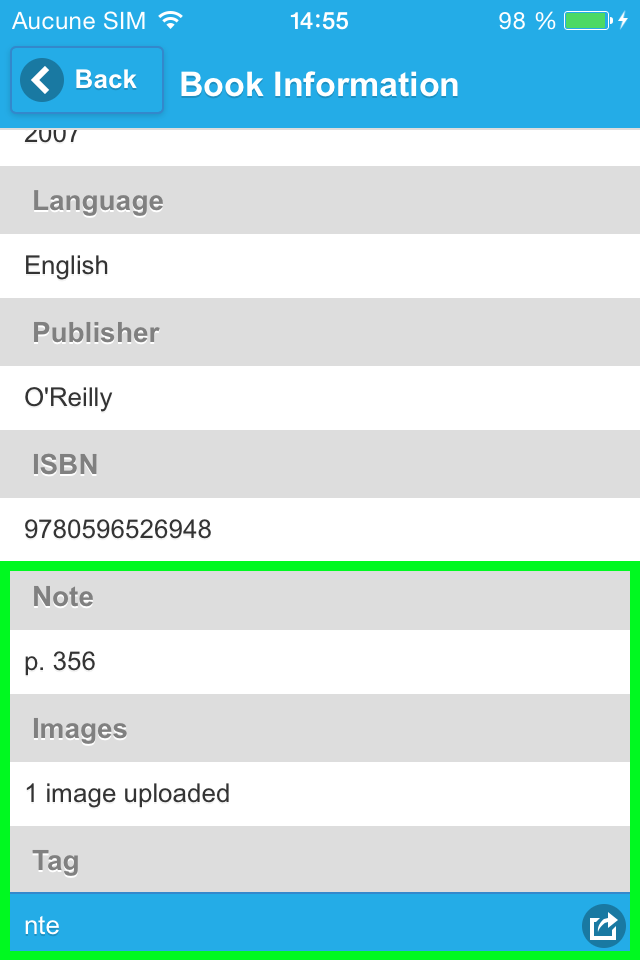 Aucune SIM 14:55 98 %
Back Book Information
2007
Language
English
Publisher
O'Reilly
ISBN
9780596526948
Note
p. 356
Images
1 image uploaded
Tag
nte